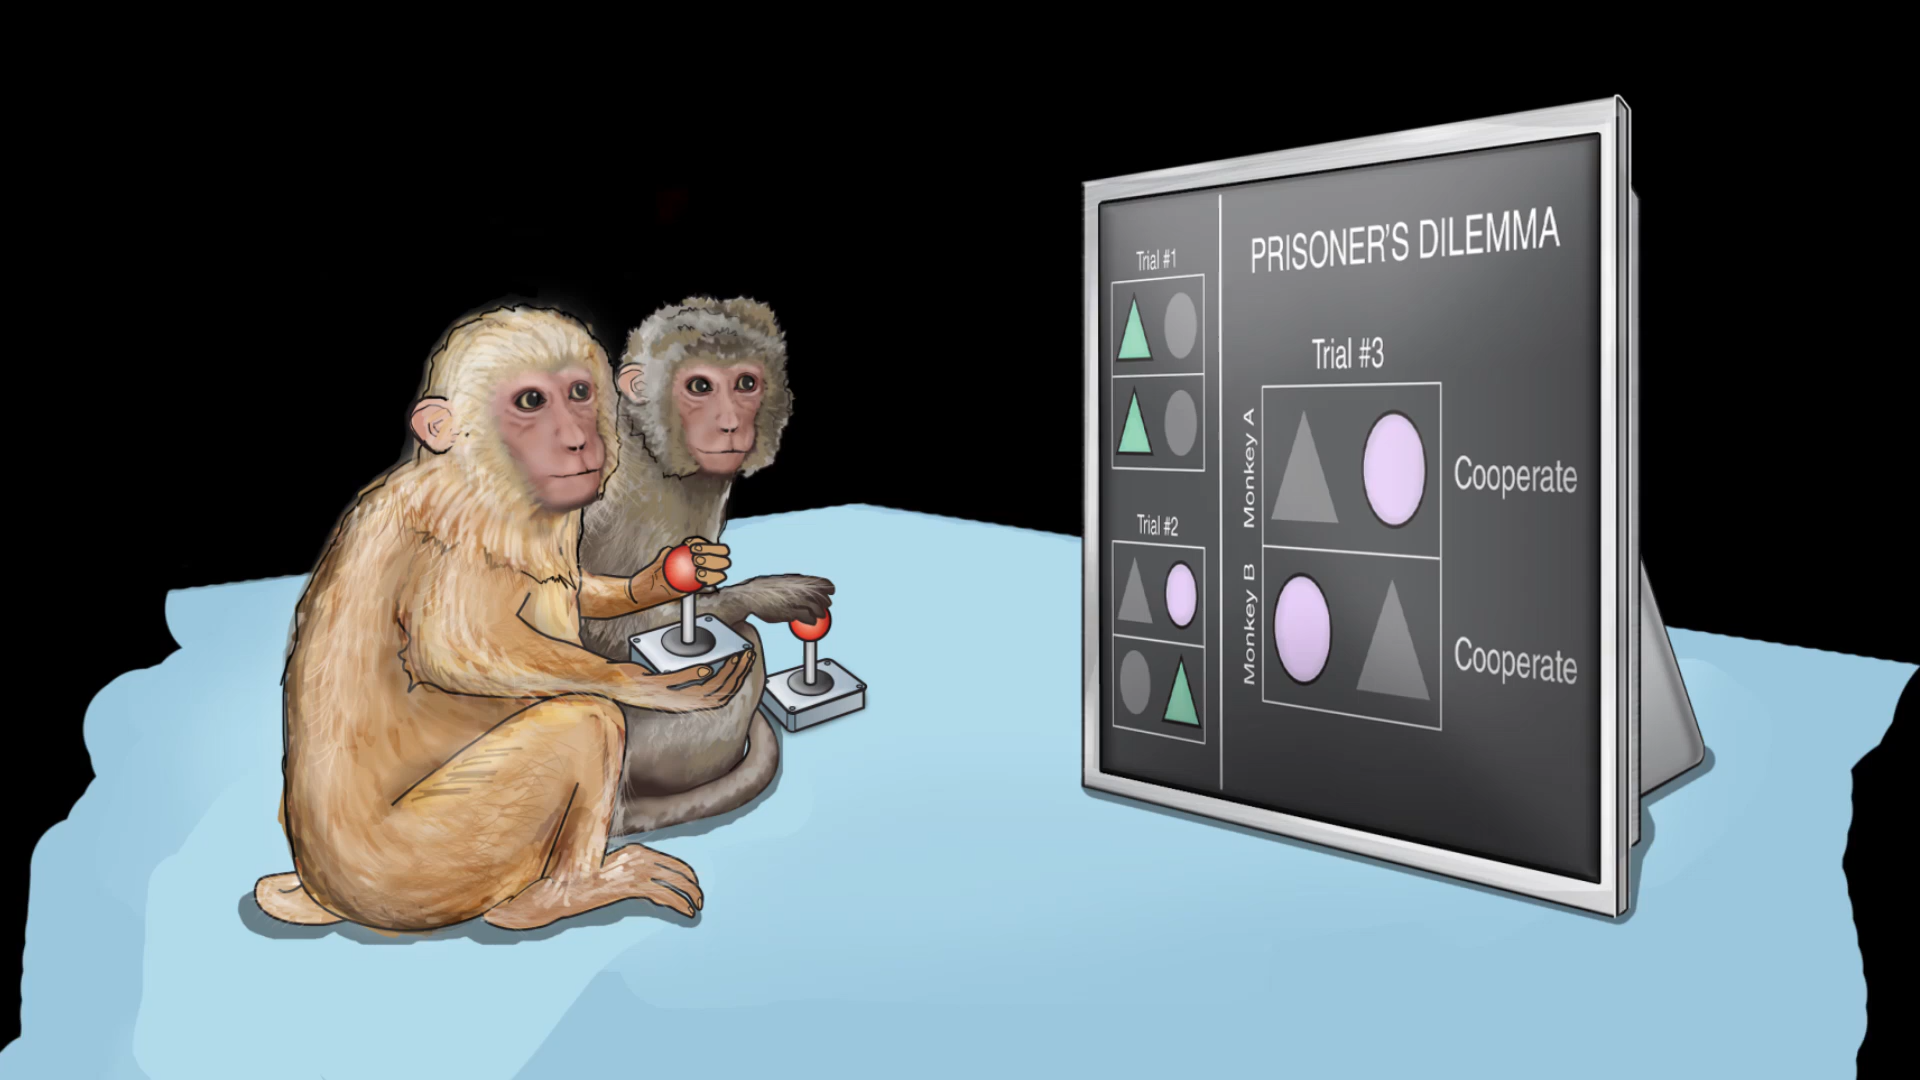 PRISONER'S DILEMMA
Trial #1
Trial #2
Trial #3
Monkey A
Cooperate
Monkey B
Cooperate